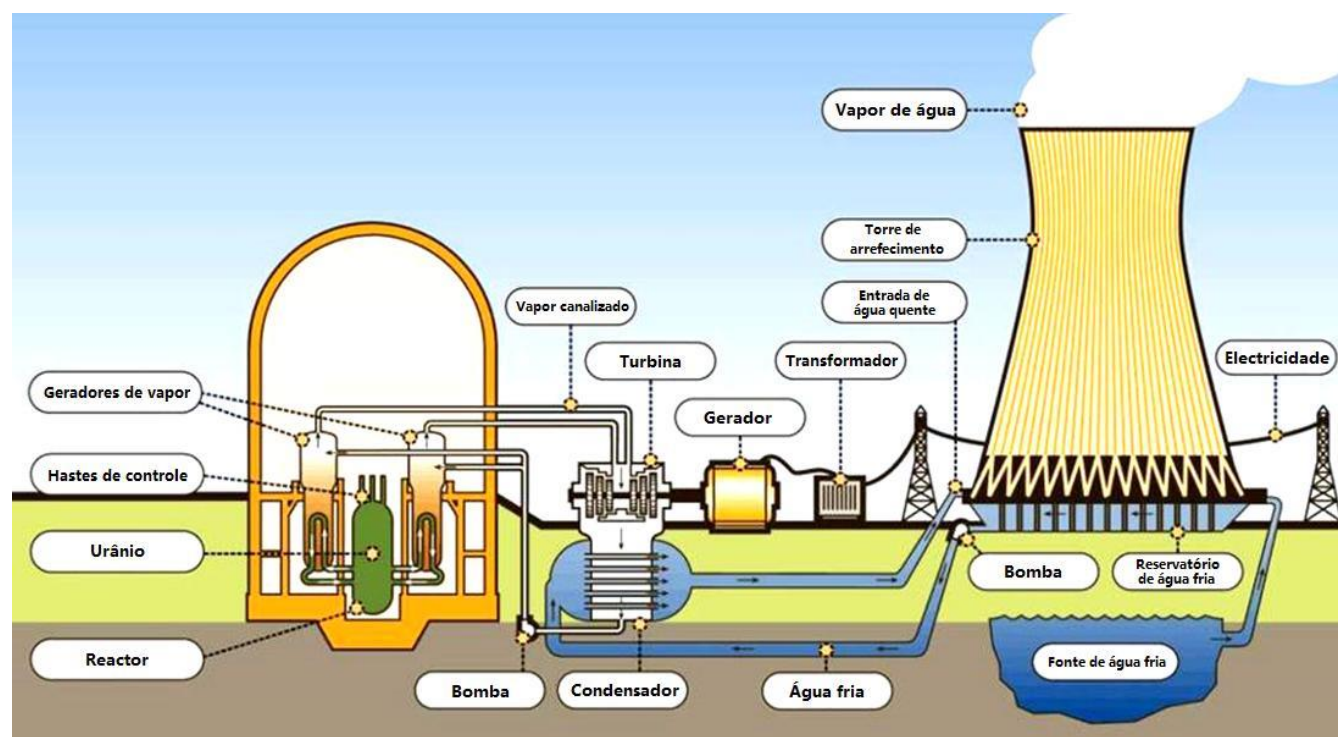 Vapor de água
Torre de
arrefecimento
Entrada de
água quente
Vapor canalizado
Turbina
Transformador
Electricidade
Geradores de vapor
Gerador
Hastes de controle
Urânio
Bomba
Reservatório
de água fria
Reactor
Bomba
Condensador
Água fria
Fonte de água fria